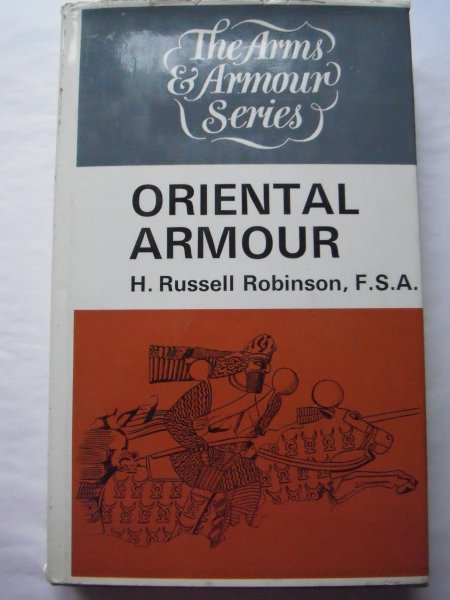 The Arms
& Armour
Series
ORIENTAL
ARMOUR
H. Russell Robinson, F.S.A.